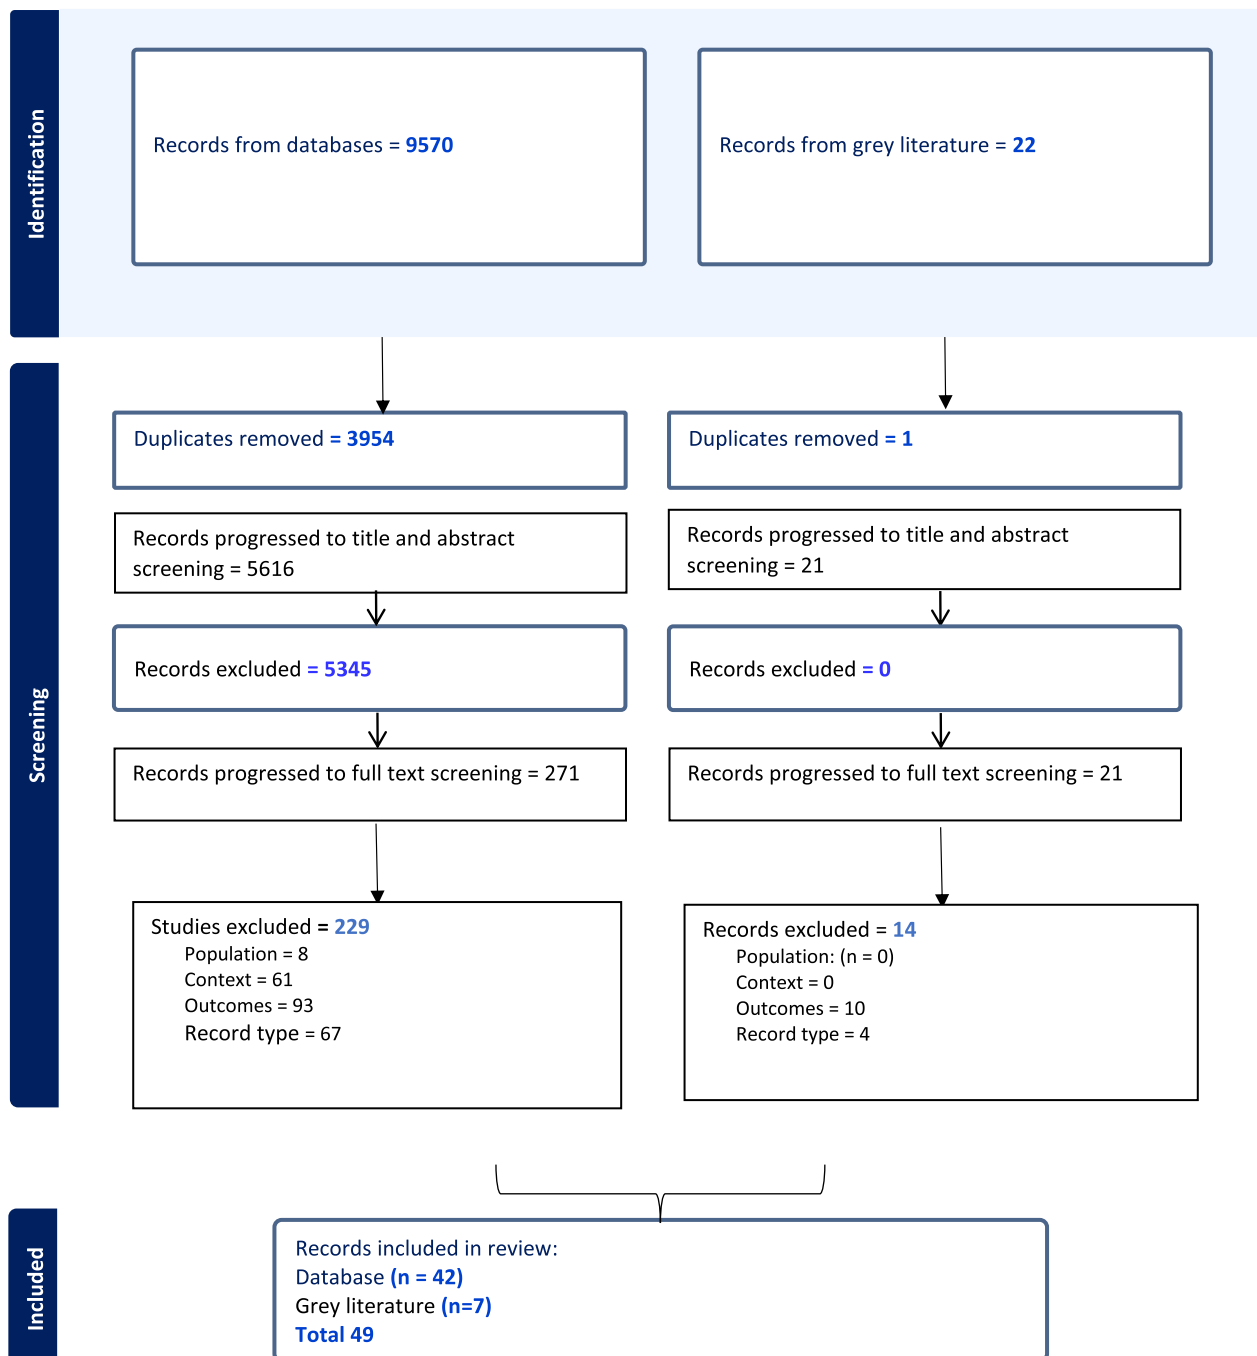 Identification
Records from databases = 9570
Records from grey literature = 22
Screening
Duplicates removed = 3954
Duplicates removed = 1
Records progressed to title and abstract
screening = 5616
Records progressed to title and abstract
screening = 21
Records excluded = 5345
Records excluded = 0
Records progressed to full text screening = 271
Records progressed to full text screening = 21
Studies excluded = 229
Population = 8
Context = 61
Outcomes = 93
Record type = 67
Records excluded = 14
Population: (n = 0)
Context = 0
Outcomes = 10
Record type = 4
Included
Records included in review:
Database (n = 42)
Grey literature (n=7)
Total 49